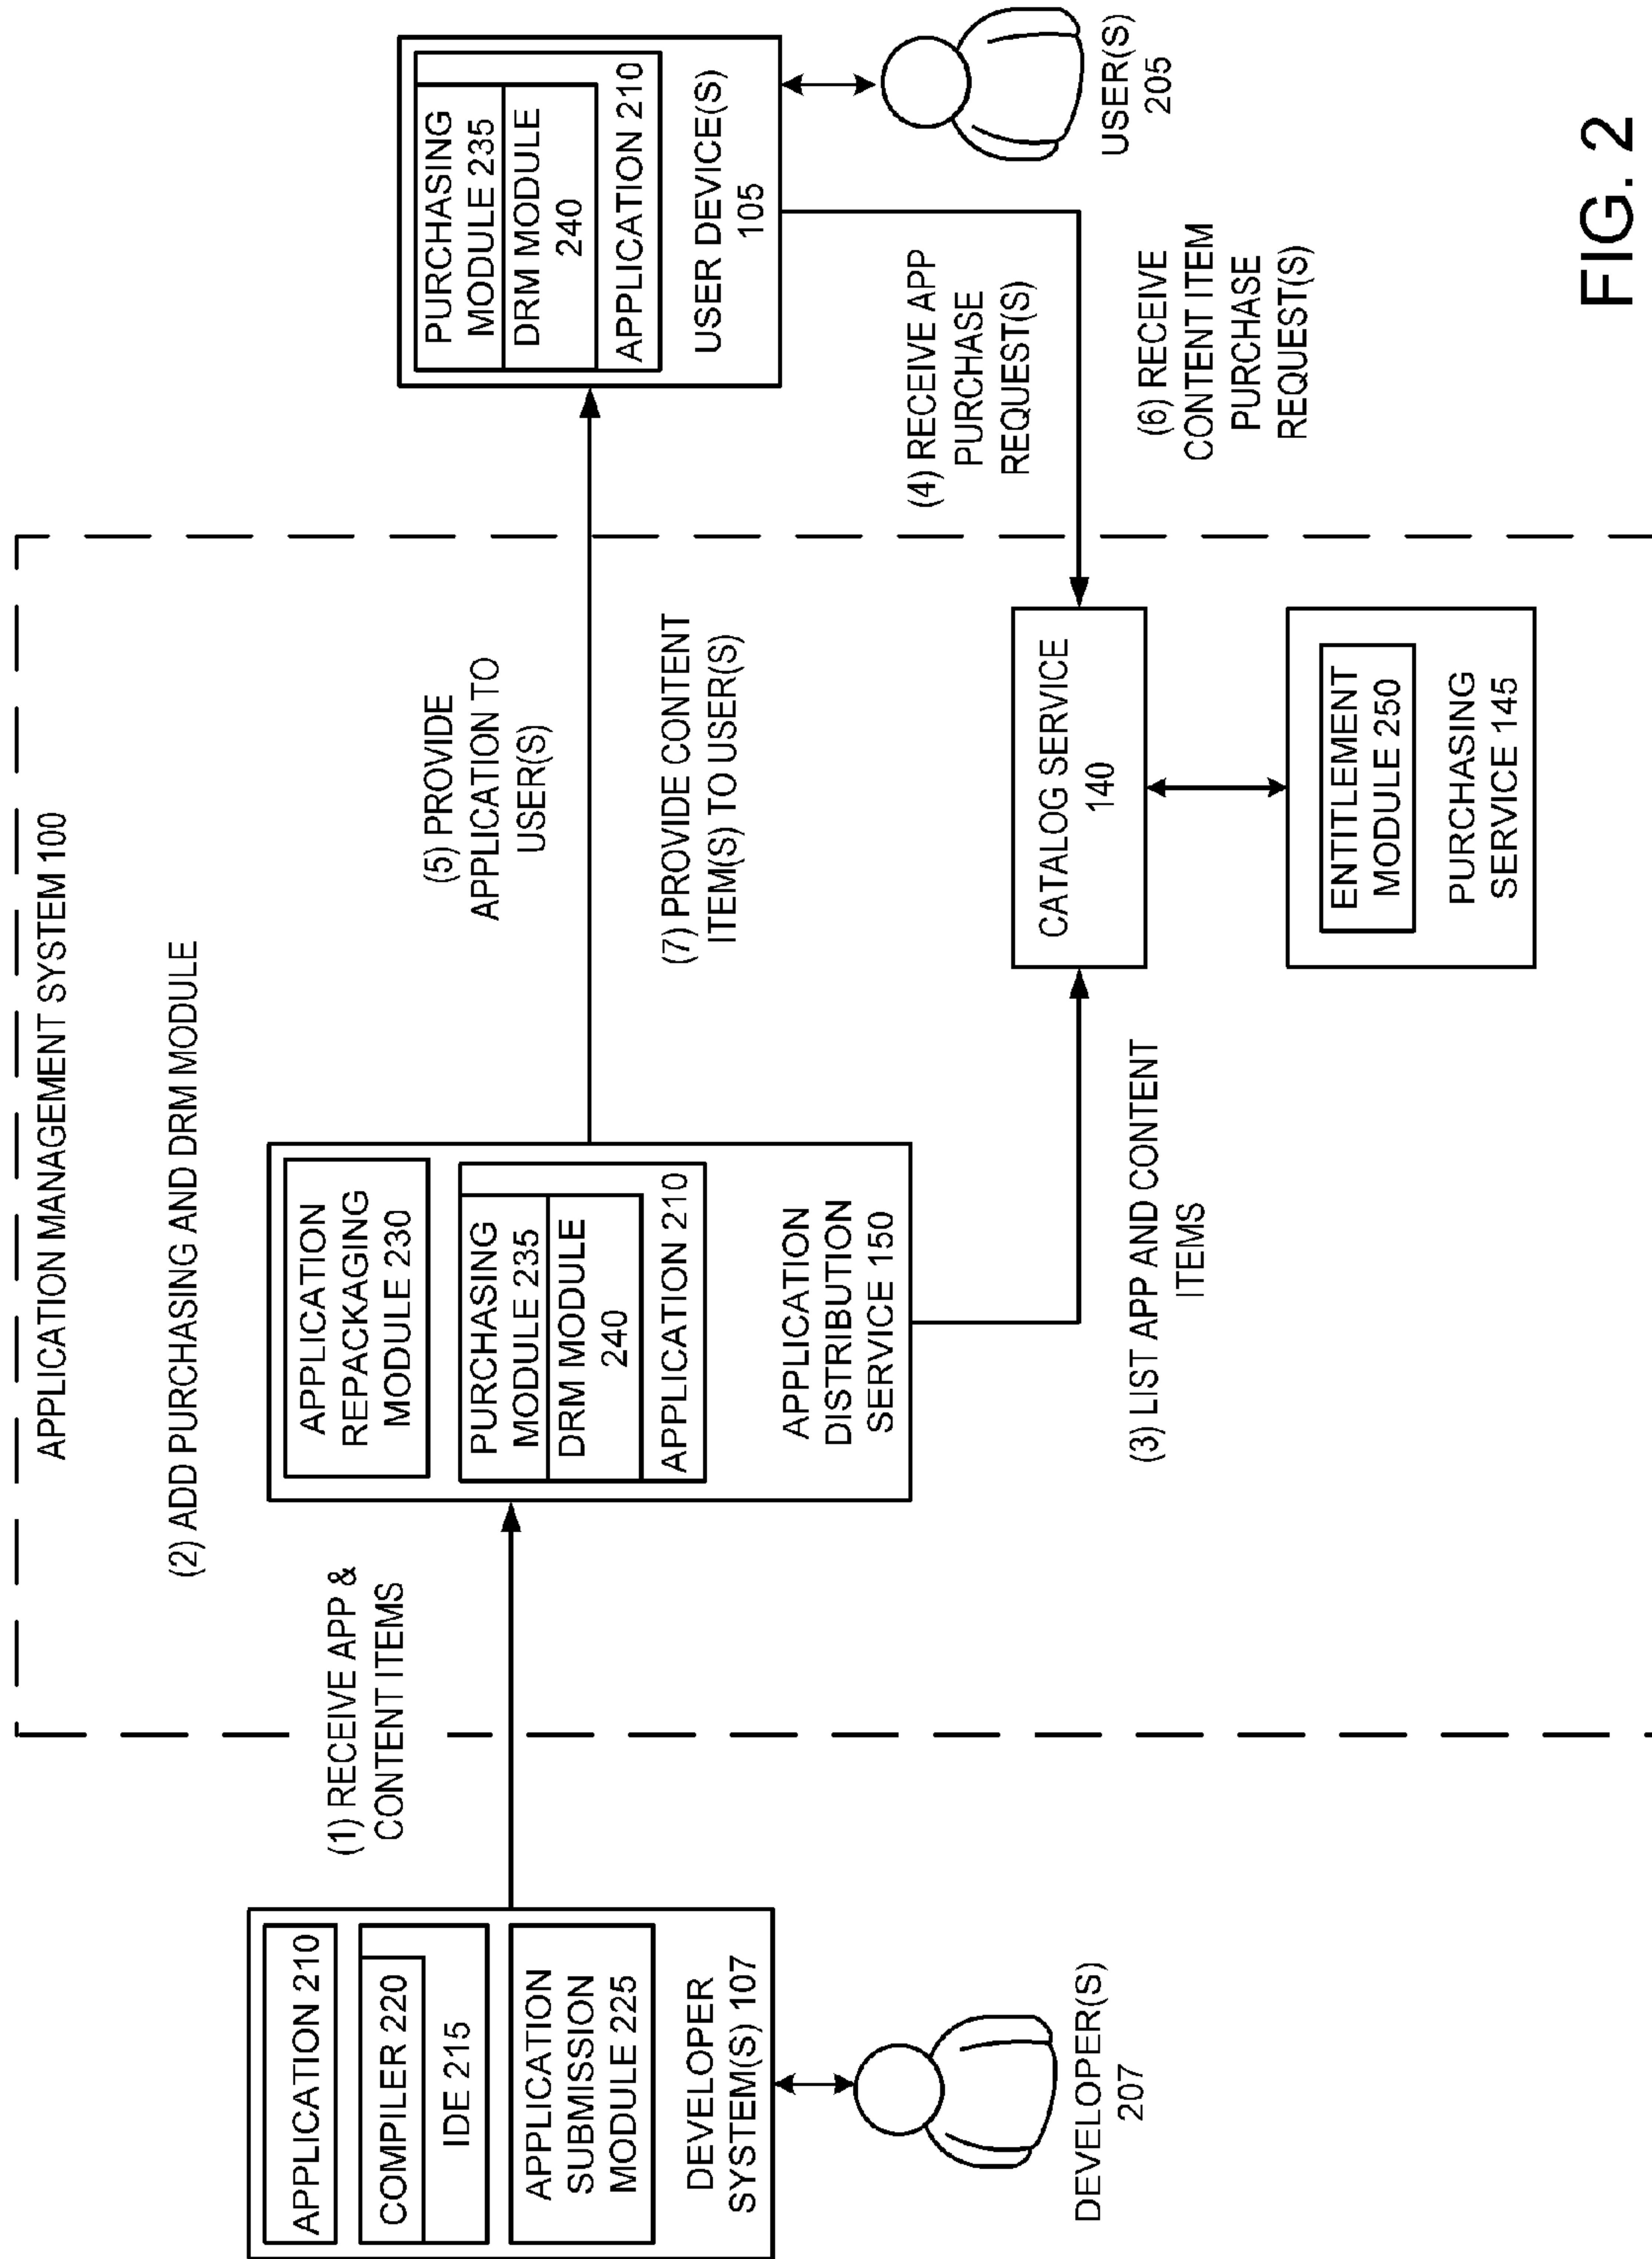 APPLICATION MANAGEMENT SYSTEM 100
(2) ADD PURCHASING AND DRM MODULE
APPLICATION 210
COMPILER 220
IDE 215
APPLICATION
SUBMISSION
MODULE 225
DEVELOPER
SYSTEM(S) 107
DEVELOPER(S)
207
(1) RECEIVE APP &
CONTENT ITEMS
APPLICATION
REPACKAGING
MODULE 230
PURCHASING
MODULE 235
DRM MODULE
240
APPLICATION 210
APPLICATION
DISTRIBUTION
SERVICE 150
(3) LIST APP AND CONTENT
ITEMS
(5) PROVIDE
APPLICATION TO
USER(S)
(7) PROVIDE CONTENT
ITEM(S) TO USER(S)
CATALOG SERVICE
140
ENTITLEMENT
MODULE 250
PURCHASING
SERVICE 145
PURCHASING
MODULE 235
DRM MODULE
240
APPLICATION 210
USER DEVICE(S)
105
USER(S)
205
(4) RECEIVE APP
PURCHASE
REQUEST(S)
(6) RECEIVE
CONTENT ITEM
PURCHASE
REQUEST(S)
FIG. 2